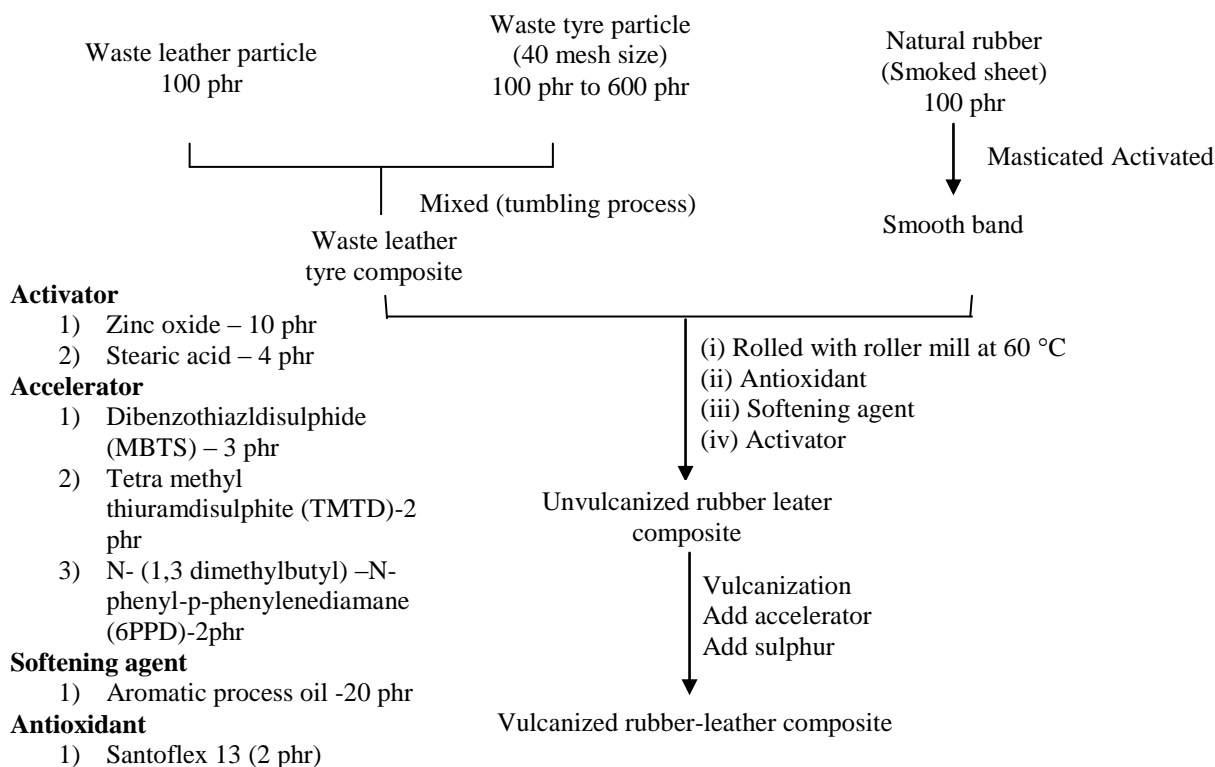 Waste leather particle
100 phr
Waste tyre particle
(40 mesh size)
100 phr to 600 phr
Natural rubber
(Smoked sheet)
100 phr
Masticated Activated
Mixed (tumbling process)
Smooth band
Waste leather
tyre composite
Activator
1) Zinc oxide – 10 phr
2) Stearic acid – 4 phr
Accelerator
1) Dibenzothiazldisulphide
(MBTS) – 3 phr
2) Tetra methyl
thiuramdisulphite (TMTD)-2
phr
3) N- (1,3 dimethylbutyl) –N-
phenyl-p-phenylenediamane
(6PPD)-2phr
Softening agent
1) Aromatic process oil -20 phr
Antioxidant
1) Santoflex 13 (2 phr)
(i) Rolled with roller mill at 60 °C
(ii) Antioxidant
(iii) Softening agent
(iv) Activator
Unvulcanized rubber leater
composite
Vulcanization
Add accelerator
Add sulphur
Vulcanized rubber-leather composite